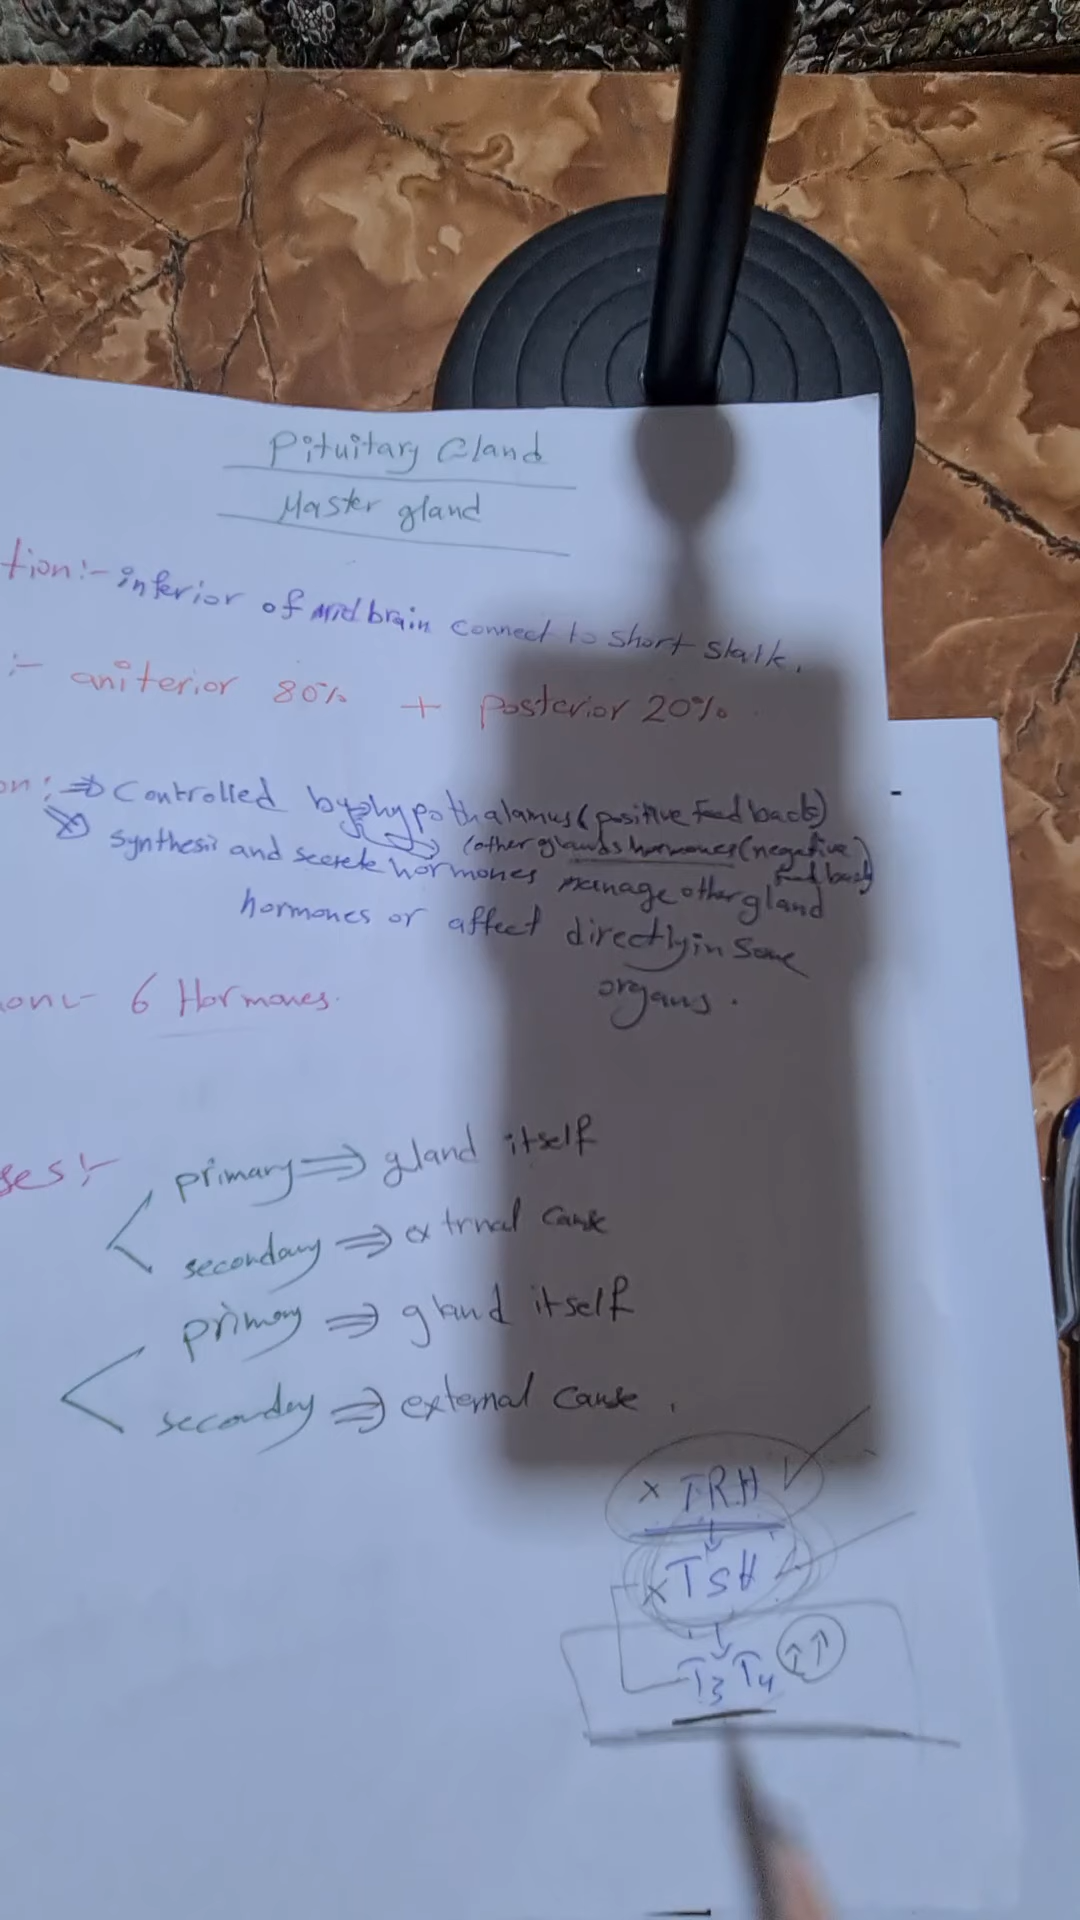 Pituitary Gland
Master gland
tion:- inferior of midbrain connect to short stalk.
:- aniterior 80% + posterior 20%
on: ⇒ Controlled by hypothalamus (positive feed back)
(other glands hormones (negative feed back)
synthesis and secrete hormones manage other gland
hormones or affect directly in some
organs.
6 Hormones.
ses:-
primary ⇒ gland itself
secondary ⇒ extrnal cause
primary ⇒ gland itself
seconday ⇒ external cause.
x TRH ✓
x TSH
T3 T4 ↑↑